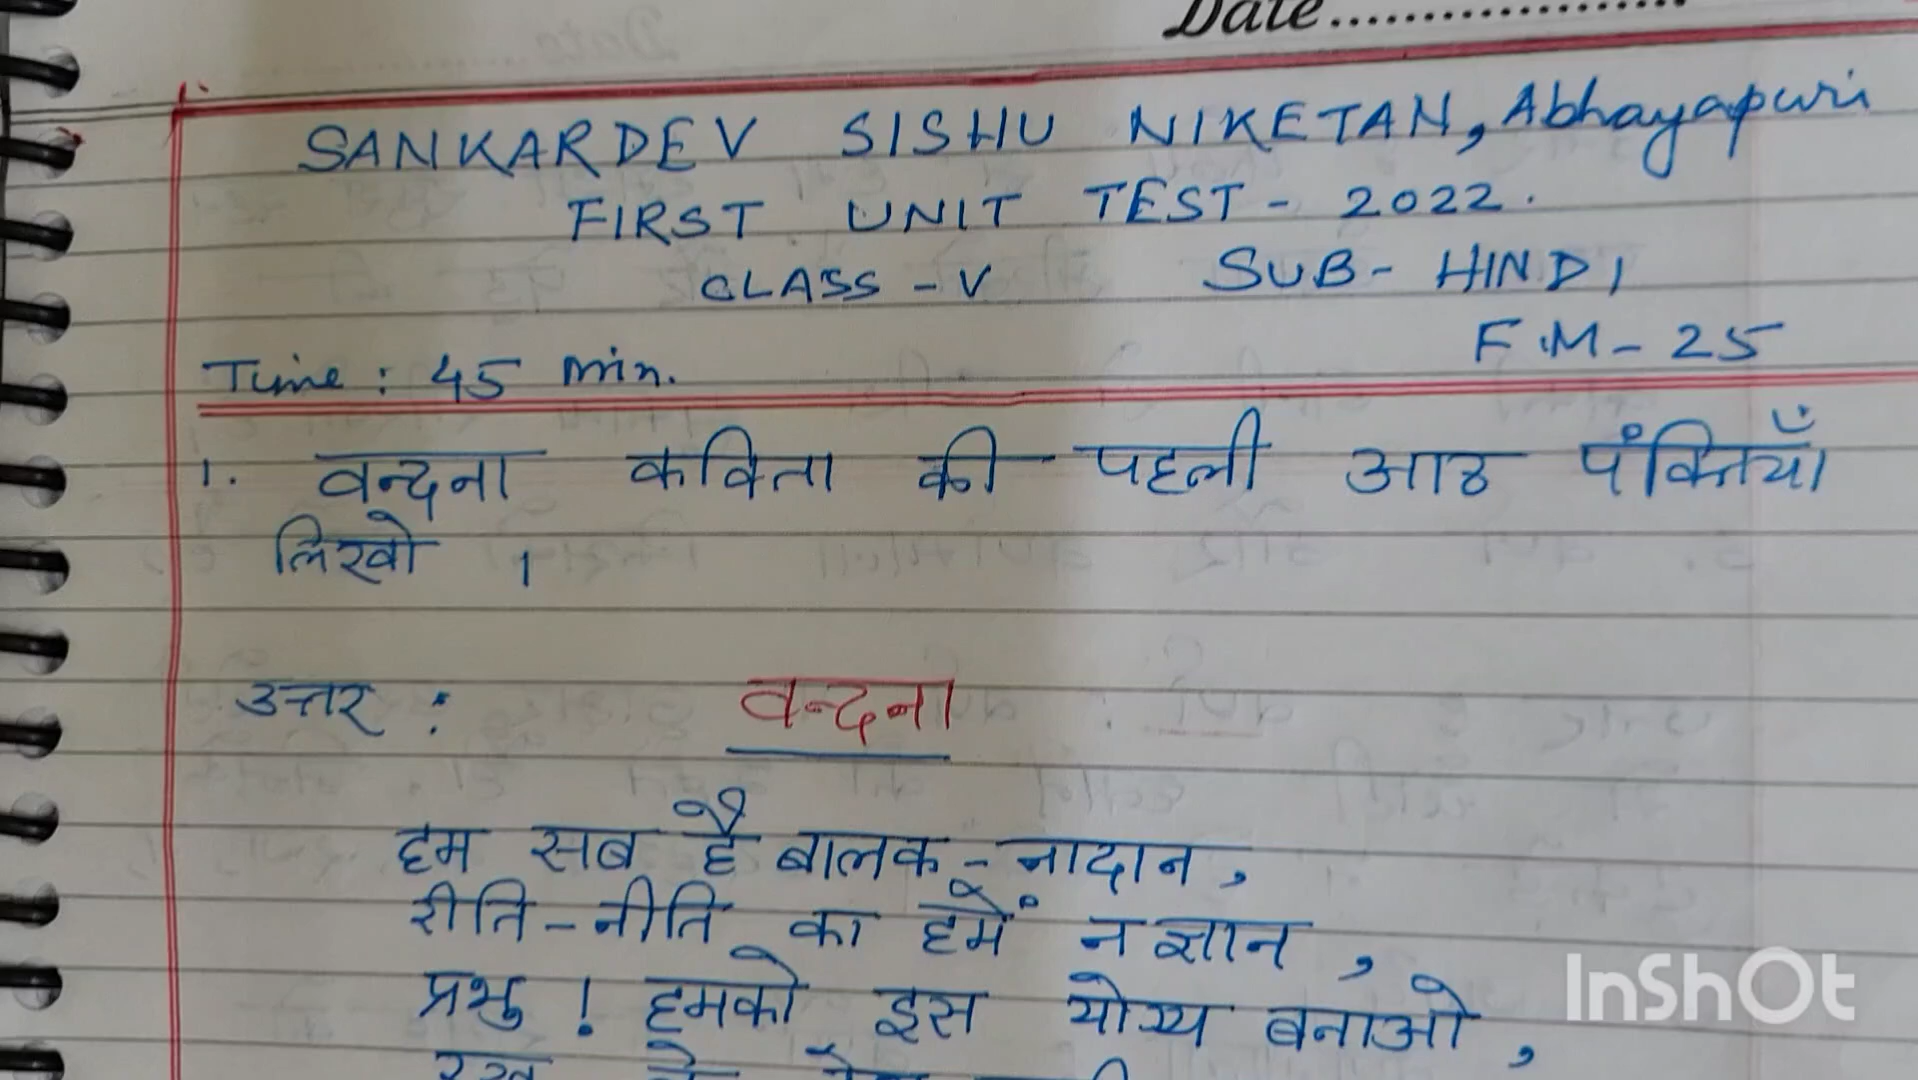 Date....................
SANKARDEV SISHU NIKETAN, Abhayapuri
FIRST UNIT TEST - 2022.
CLASS - V SUB - HINDI
F.M - 25
Time : 45 min.
1. वन्दना कविता की पहली आठ पंक्तियाँ
लिखो ।
उत्तर : वन्दना
हम सब है बालक - नादान,
रीति - नीति का हमें न ज्ञान,
प्रभु ! हमको इस योग्य बनाओ,
InShOt